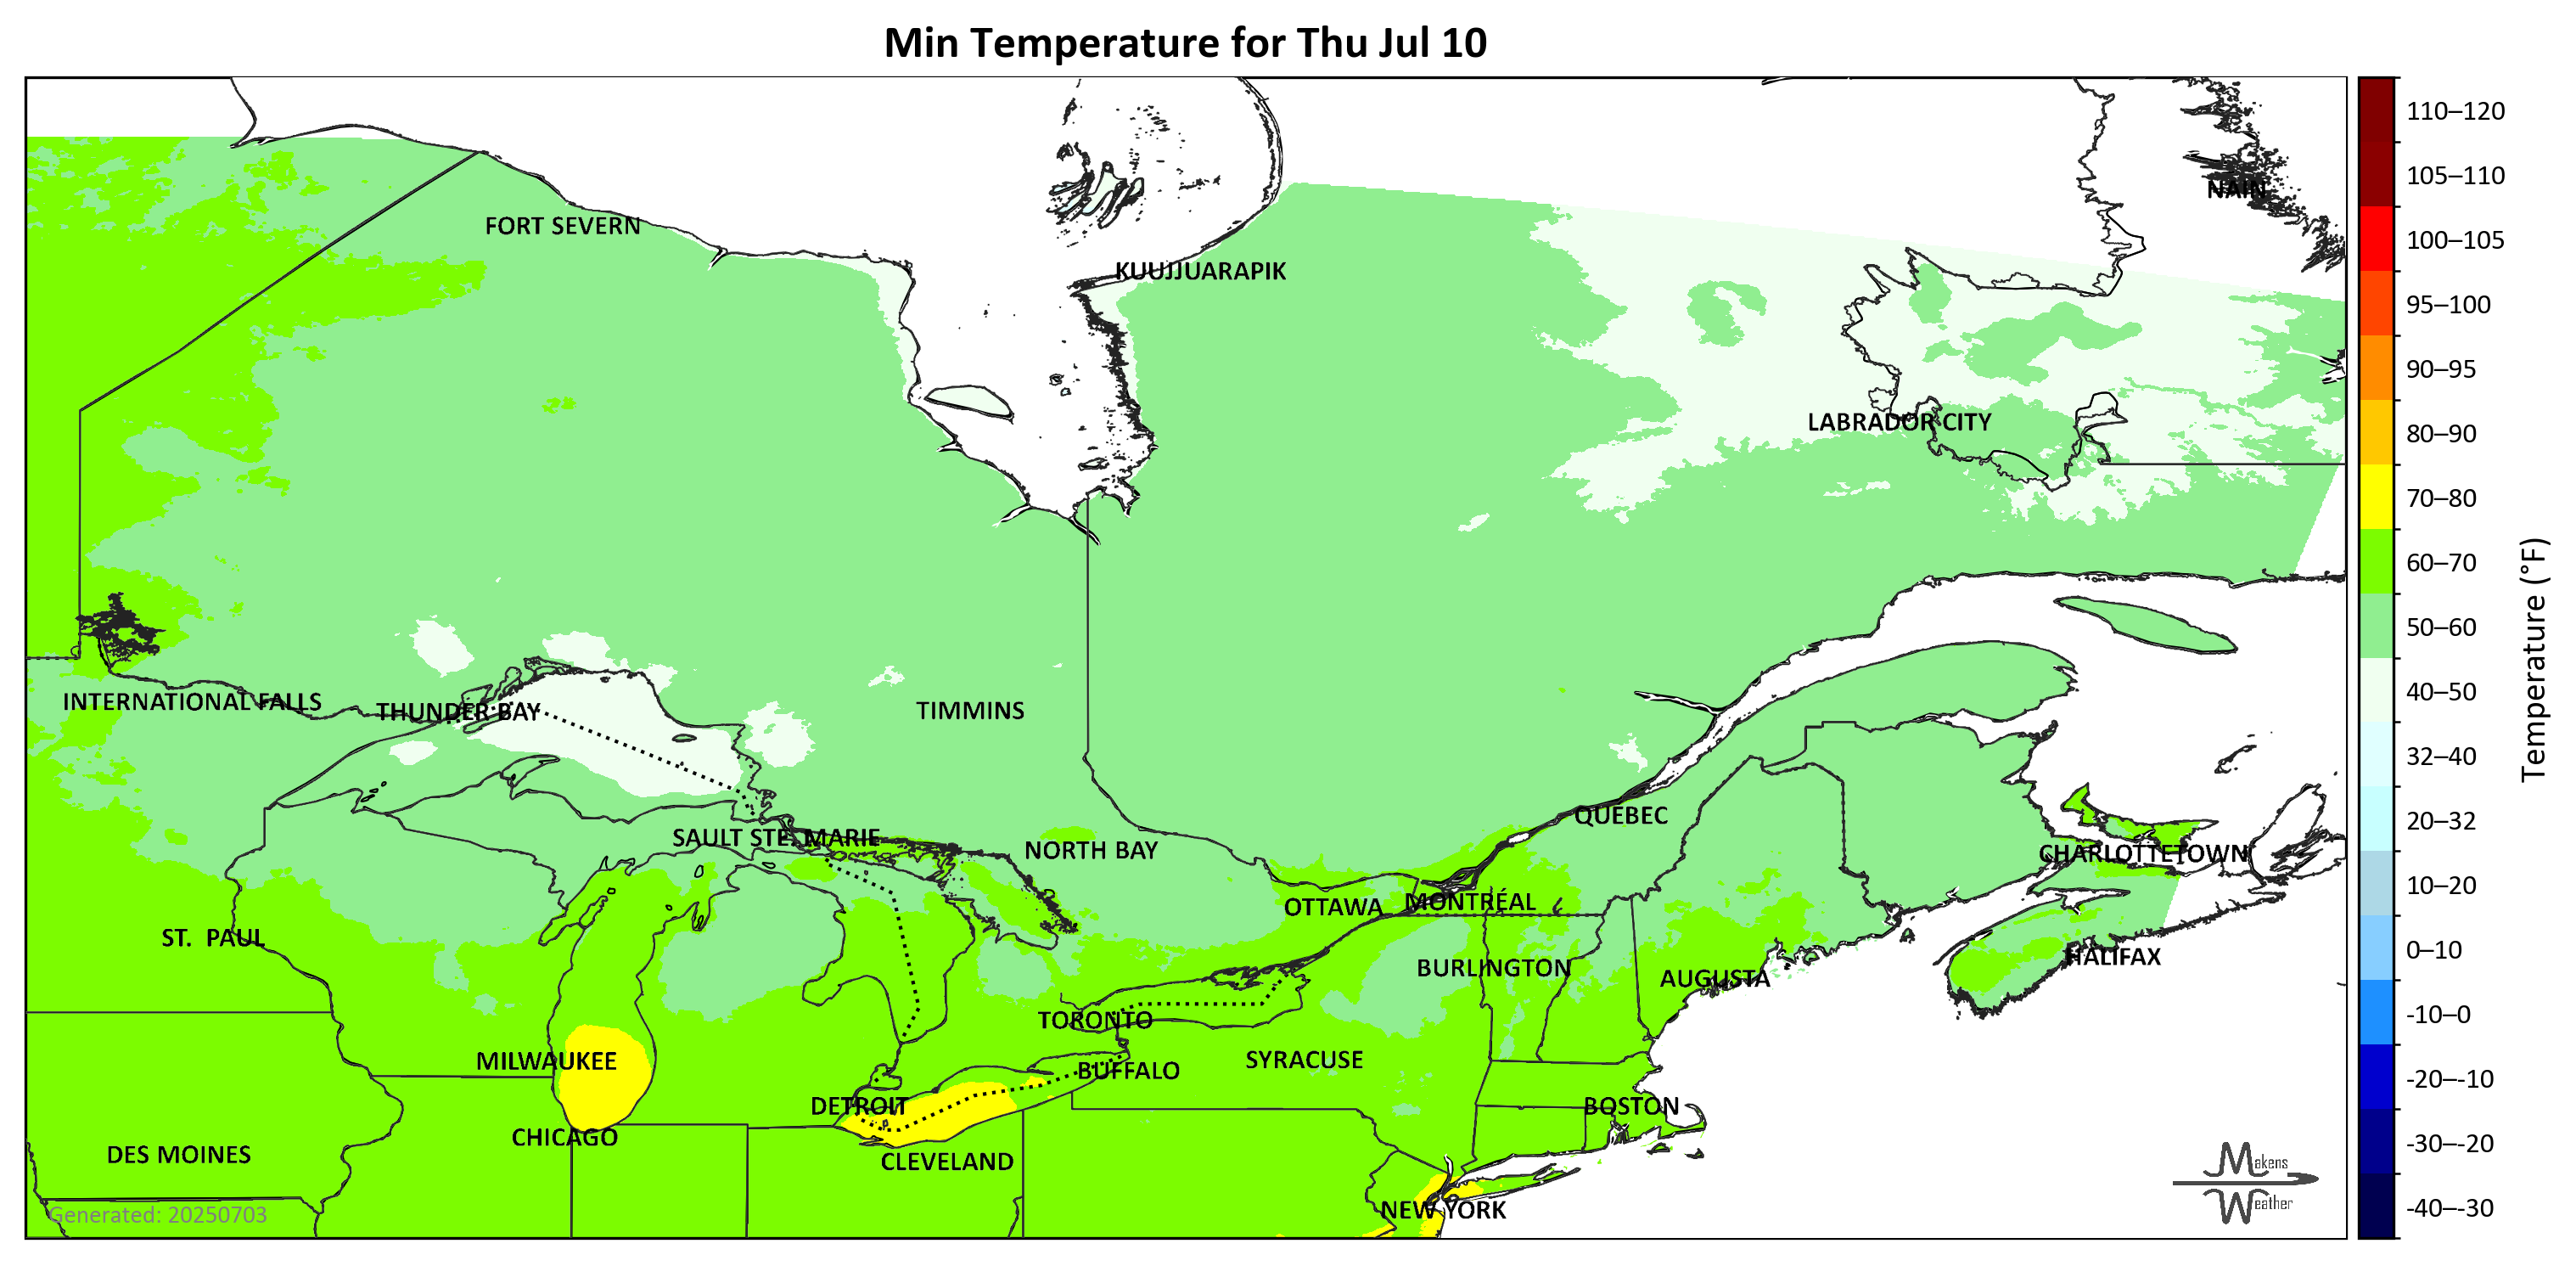 Min Temperature for Thu Jul 10
NAIN
FORT SEVERN
KUUJJUARAPIK
LABRADOR CITY
INTERNATIONAL FALLS
THUNDER BAY
TIMMINS
QUEBEC
SAULT STE. MARIE
NORTH BAY
CHARLOTTETOWN
OTTAWA
MONTRÉAL
ST. PAUL
HALIFAX
BURLINGTON
AUGUSTA
TORONTO
MILWAUKEE
SYRACUSE
BUFFALO
DETROIT
BOSTON
CHICAGO
DES MOINES
CLEVELAND
NEW YORK
Generated: 20250703
Makens
Weather
110–120
105–110
100–105
95–100
90–95
80–90
70–80
60–70
50–60
40–50
32–40
20–32
10–20
0–10
-10–0
-20–-10
-30–-20
-40–-30
Temperature (°F)